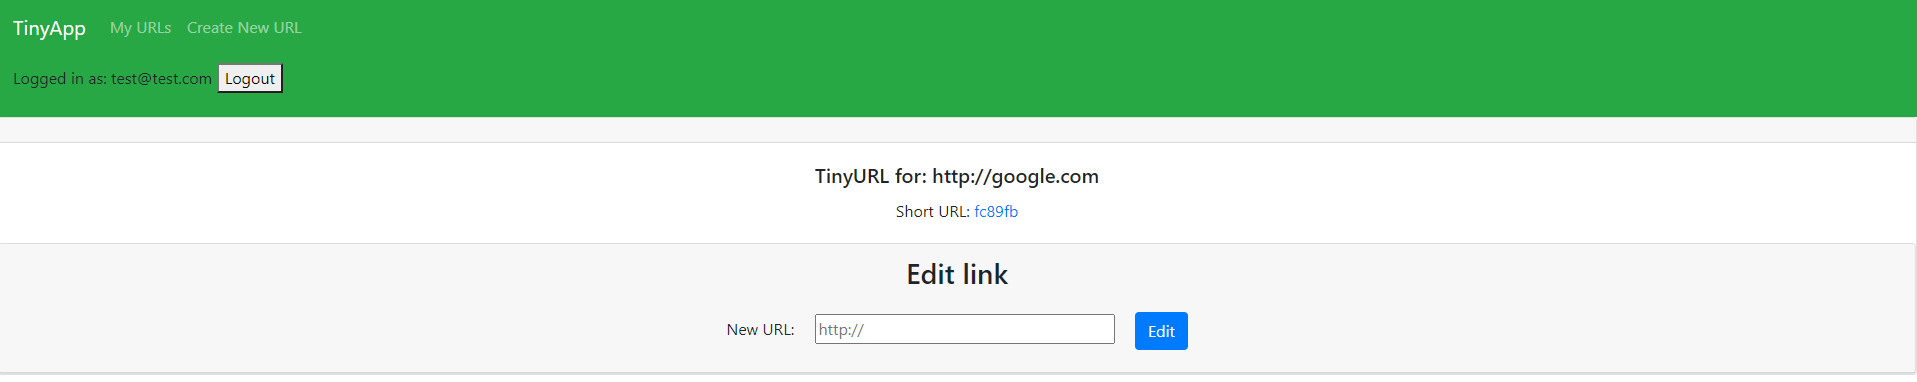 TinyApp My URLs Create New URL
Logged in as: test@test.com Logout
TinyURL for: http://google.com
Short URL: fc89fb
Edit link
New URL: http:// Edit